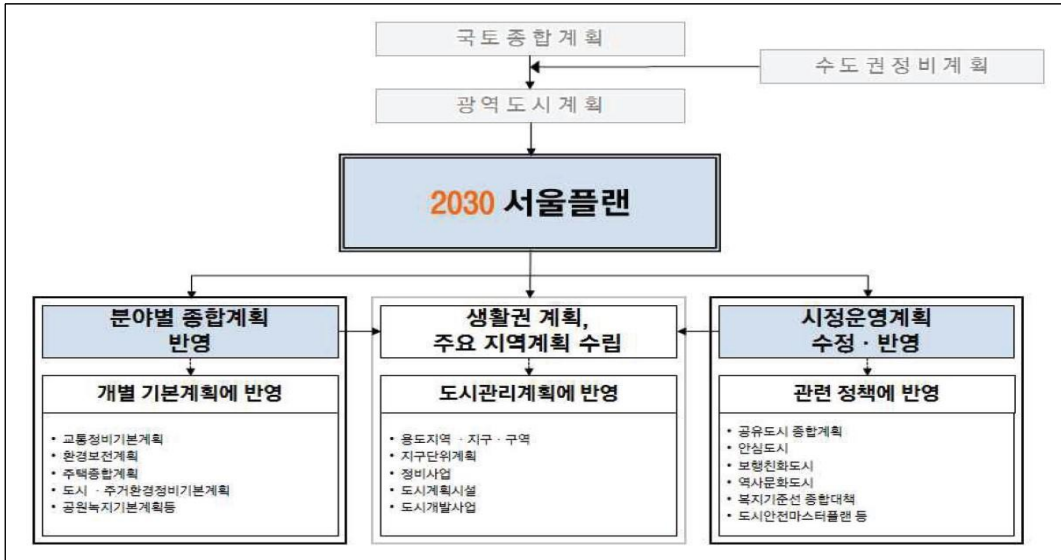 국토종합계획
수도권정비계획
광역도시계획
2030 서울플랜
분야별 종합계획
반영
개별 기본계획에 반영
• 교통정비기본계획
• 환경보전계획
• 주택종합계획
• 도시 · 주거환경정비기본계획
• 공원녹지기본계획등
생활권 계획,
주요 지역계획 수립
도시관리계획에 반영
• 용도지역 · 지구 · 구역
• 지구단위계획
• 정비사업
• 도시계획시설
• 도시개발사업
시정운영계획
수정 · 반영
관련 정책에 반영
• 공유도시 종합계획
• 안심도시
• 보행친화도시
• 역사문화도시
• 복지기준선 종합대책
• 도시안전마스터플랜 등